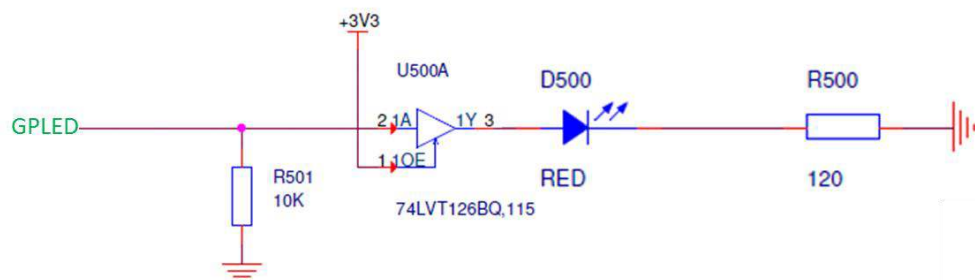 +3V3
U500A
D500
R500
GPLED
2 1A
1Y 3
1 1OE
R501
10K
RED
120
74LVT126BQ,115